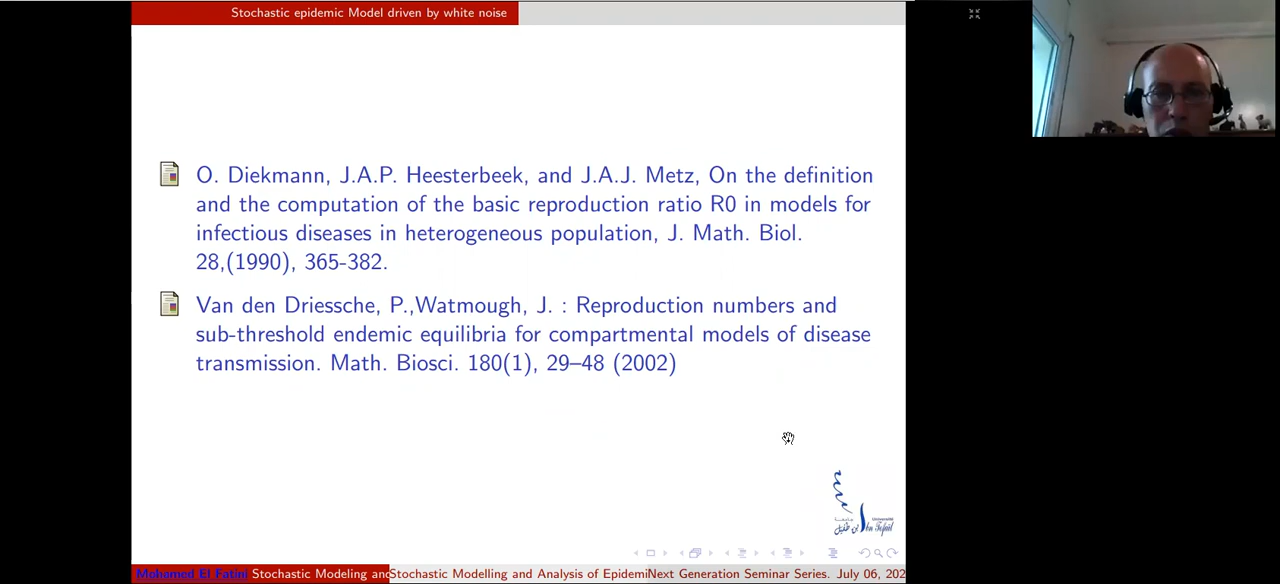 Stochastic epidemic Model driven by white noise
O. Diekmann, J.A.P. Heesterbeek, and J.A.J. Metz, On the definition
and the computation of the basic reproduction ratio R0 in models for
infectious diseases in heterogeneous population, J. Math. Biol.
28,(1990), 365-382.
Van den Driessche, P.,Watmough, J. : Reproduction numbers and
sub-threshold endemic equilibria for compartmental models of disease
transmission. Math. Biosci. 180(1), 29–48 (2002)
Université
Ibn Tofaïl
Mohamed El Fatini Stochastic Modeling and Stochastic Modelling and Analysis of Epidemi Next Generation Seminar Series. July 06, 202